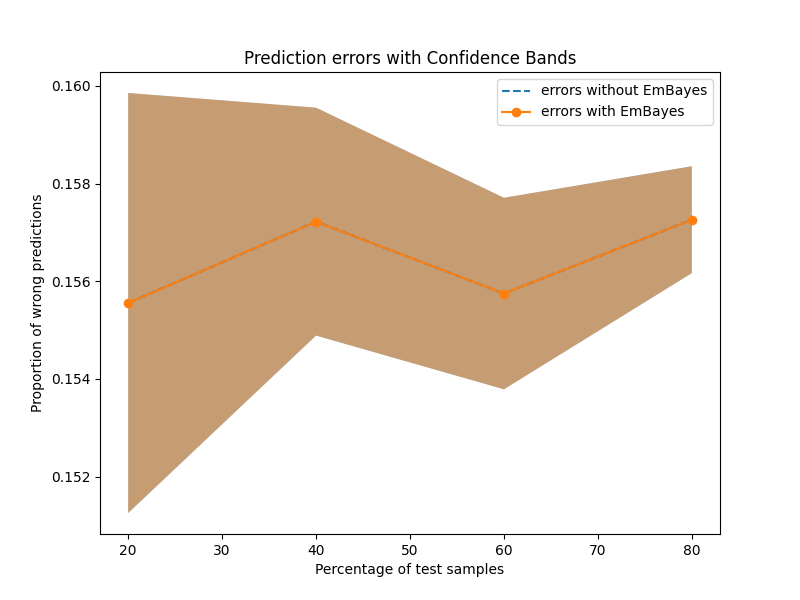 Prediction errors with Confidence Bands
errors without EmBayes
errors with EmBayes
Proportion of wrong predictions
0.160
0.158
0.156
0.154
0.152
20 30 40 50 60 70 80
Percentage of test samples